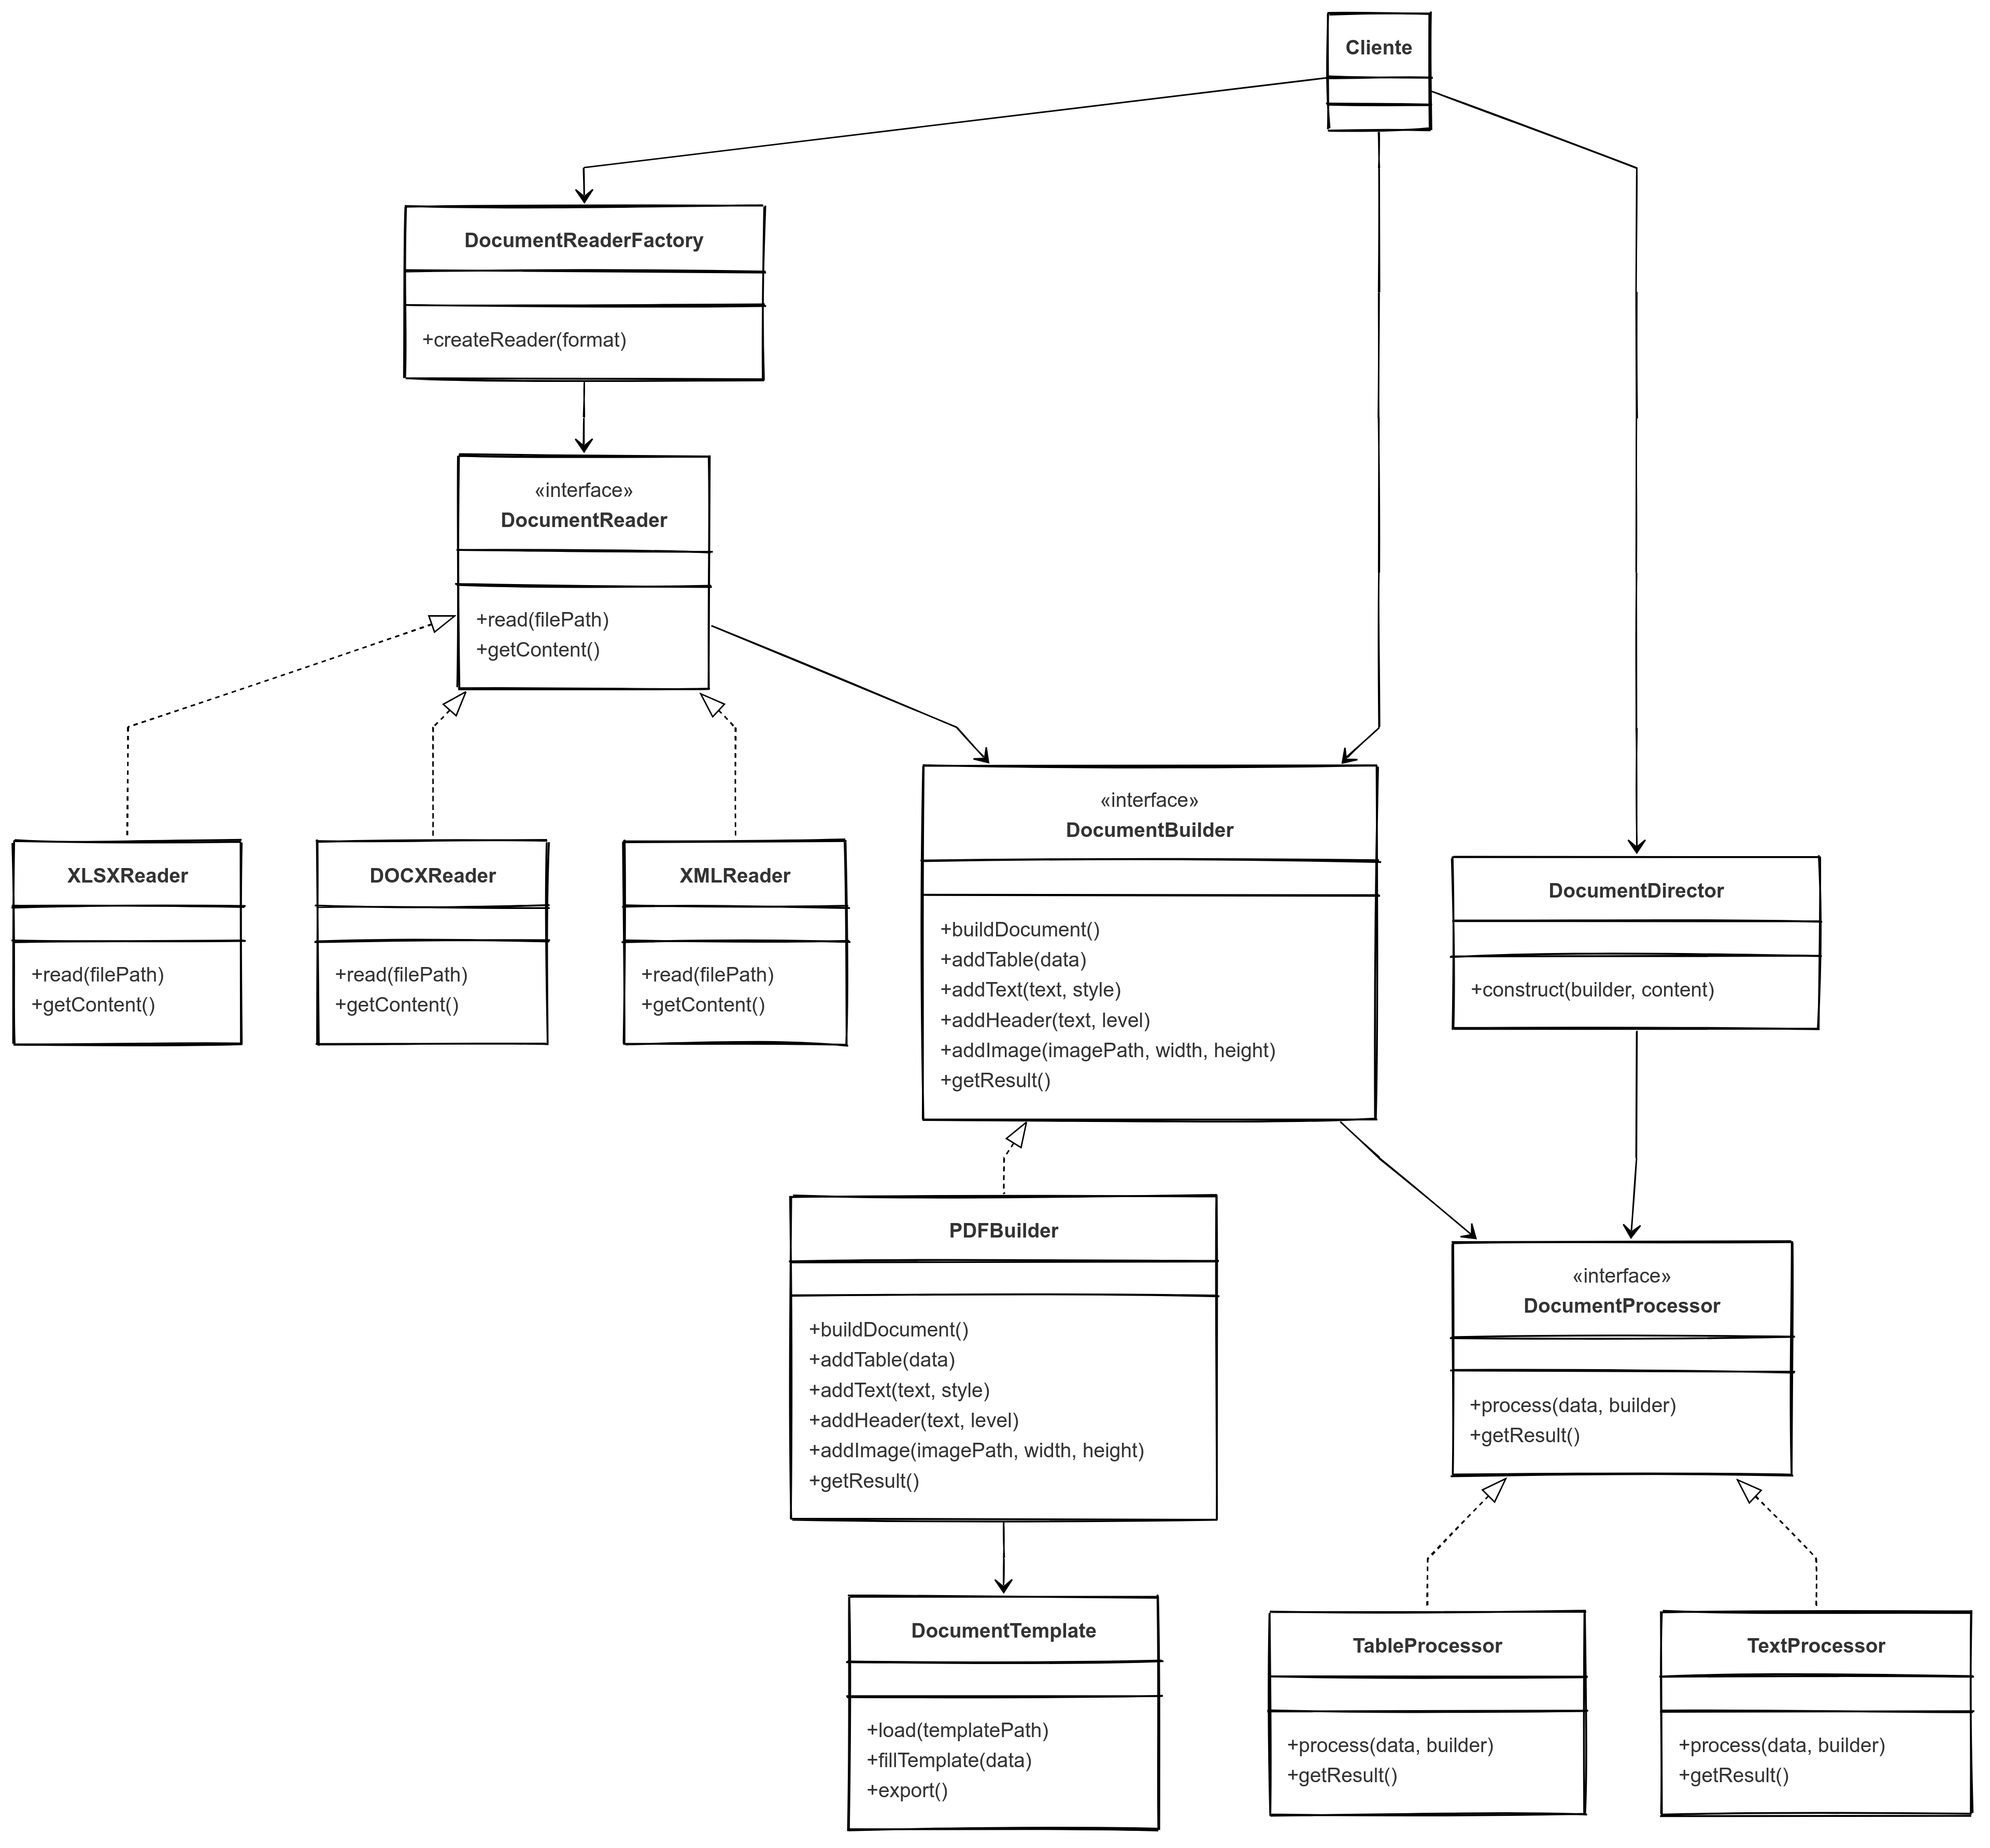 Cliente
DocumentReaderFactory
+createReader(format)
«interface»
DocumentReader
+read(filePath)
+getContent()
XLSXReader
+read(filePath)
+getContent()
DOCXReader
+read(filePath)
+getContent()
XMLReader
+read(filePath)
+getContent()
«interface»
DocumentBuilder
+buildDocument()
+addTable(data)
+addText(text, style)
+addHeader(text, level)
+addImage(imagePath, width, height)
+getResult()
DocumentDirector
+construct(builder, content)
PDFBuilder
+buildDocument()
+addTable(data)
+addText(text, style)
+addHeader(text, level)
+addImage(imagePath, width, height)
+getResult()
«interface»
DocumentProcessor
+process(data, builder)
+getResult()
DocumentTemplate
+load(templatePath)
+fillTemplate(data)
+export()
TableProcessor
+process(data, builder)
+getResult()
TextProcessor
+process(data, builder)
+getResult()